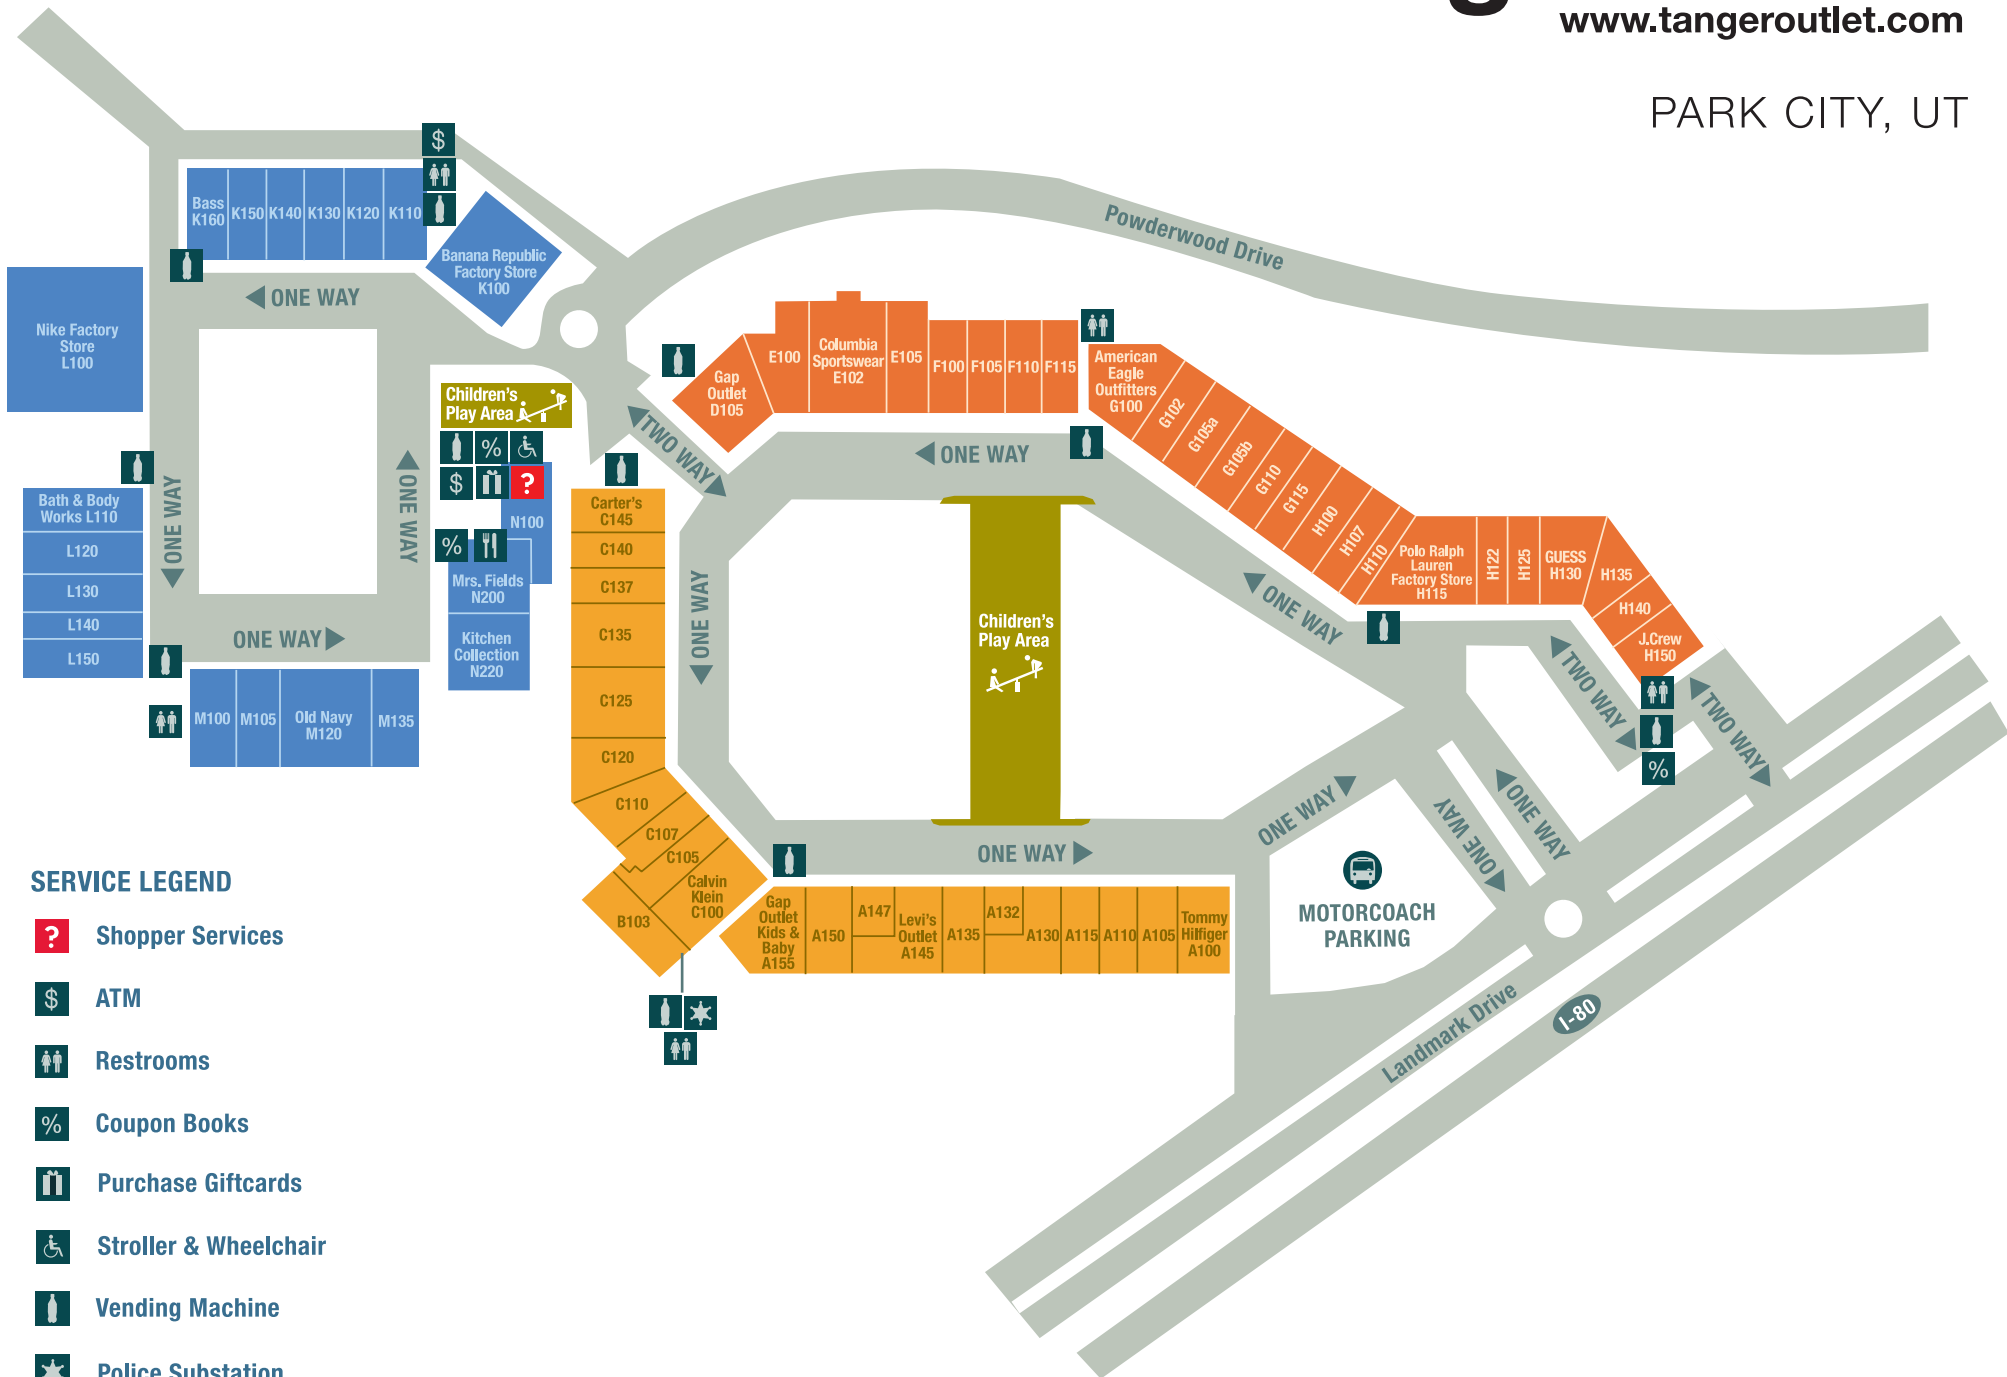 www.tangeroutlet.com
PARK CITY, UT
Powderwood Drive
Bass
K160
K150
K140
K130
K120
K110
$
Banana Republic
Factory Store
K100
ONE WAY
Nike Factory
Store
L100
Children's
Play Area
%
$
?
N100
%
Mrs. Fields
N200
Kitchen
Collection
N220
ONE WAY
ONE WAY
ONE WAY
Bath & Body
Works L110
L120
L130
L140
L150
M100
M105
Old Navy
M120
M135
TWO WAY
Gap
Outlet
D105
E100
Columbia
Sportswear
E102
E105
F100
F105
F110
F115
American
Eagle
Outfitters
G100
G102
G105a
G105b
G110
G115
H100
H107
H110
Polo Ralph
Lauren
Factory Store
H115
H122
H125
GUESS
H130
H135
H140
J.Crew
H150
%
ONE WAY
ONE WAY
ONE WAY
TWO WAY
TWO WAY
Children's
Play Area
Carter's
C145
C140
C137
C135
C125
C120
C110
C107
C105
Calvin
Klein
C100
B103
ONE WAY
ONE WAY
ONE WAY
ONE WAY
Gap
Outlet
Kids &
Baby
A155
A150
A147
Levi's
Outlet
A145
A135
A132
A130
A115
A110
A105
Tommy
Hilfiger
A100
MOTORCOACH
PARKING
Landmark Drive
I-80
SERVICE LEGEND
? Shopper Services
$ ATM
Restrooms
% Coupon Books
Purchase Giftcards
Stroller & Wheelchair
Vending Machine
Police Substation